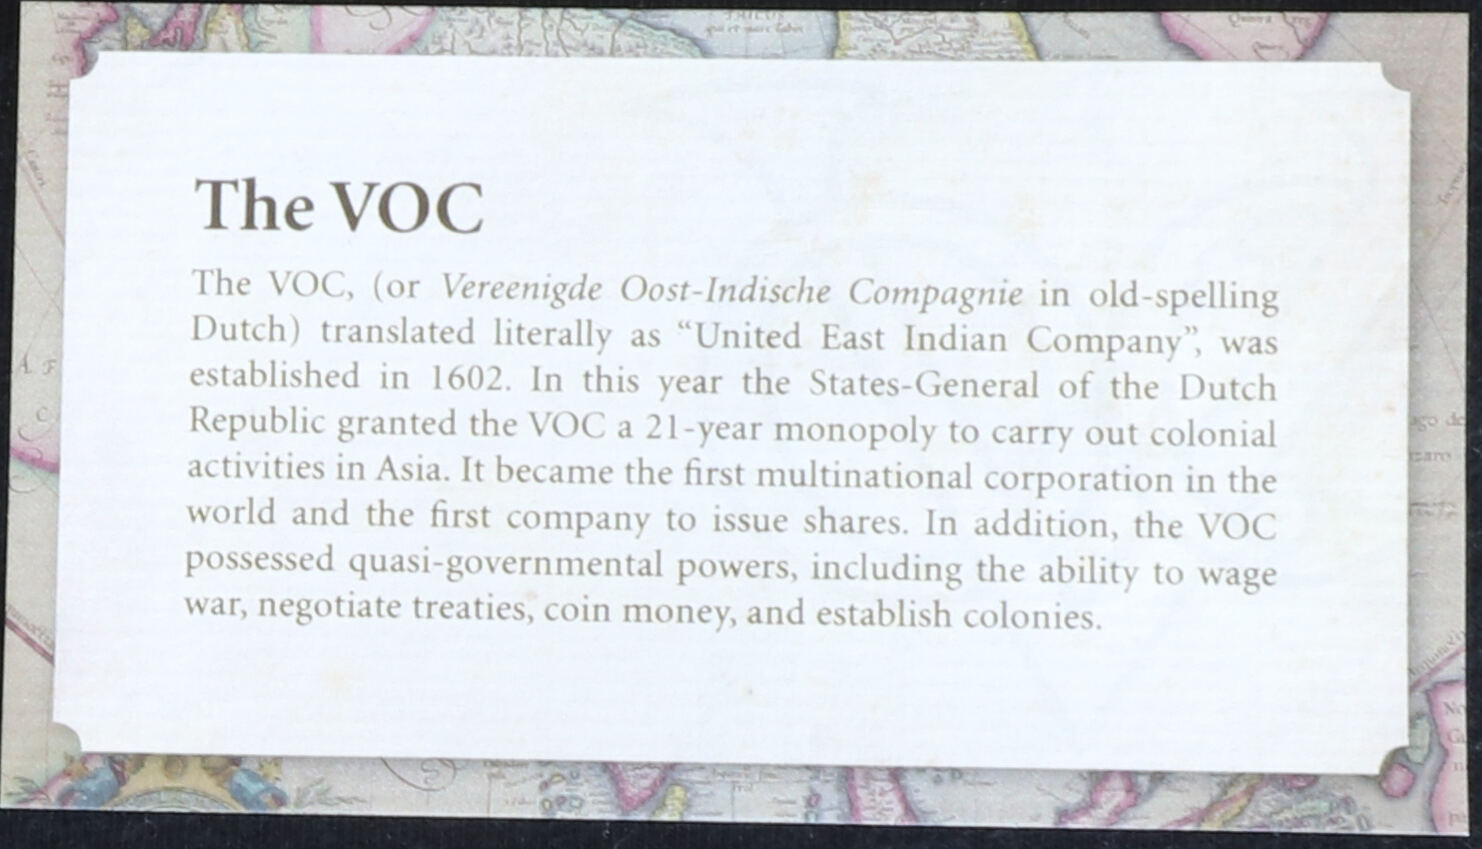 The VOC
The VOC, (or Vereenigde Oost-Indische Compagnie in old-spelling
Dutch) translated literally as “United East Indian Company”, was
established in 1602. In this year the States-General of the Dutch
Republic granted the VOC a 21-year monopoly to carry out colonial
activities in Asia. It became the first multinational corporation in the
world and the first company to issue shares. In addition, the VOC
possessed quasi-governmental powers, including the ability to wage
war, negotiate treaties, coin money, and establish colonies.